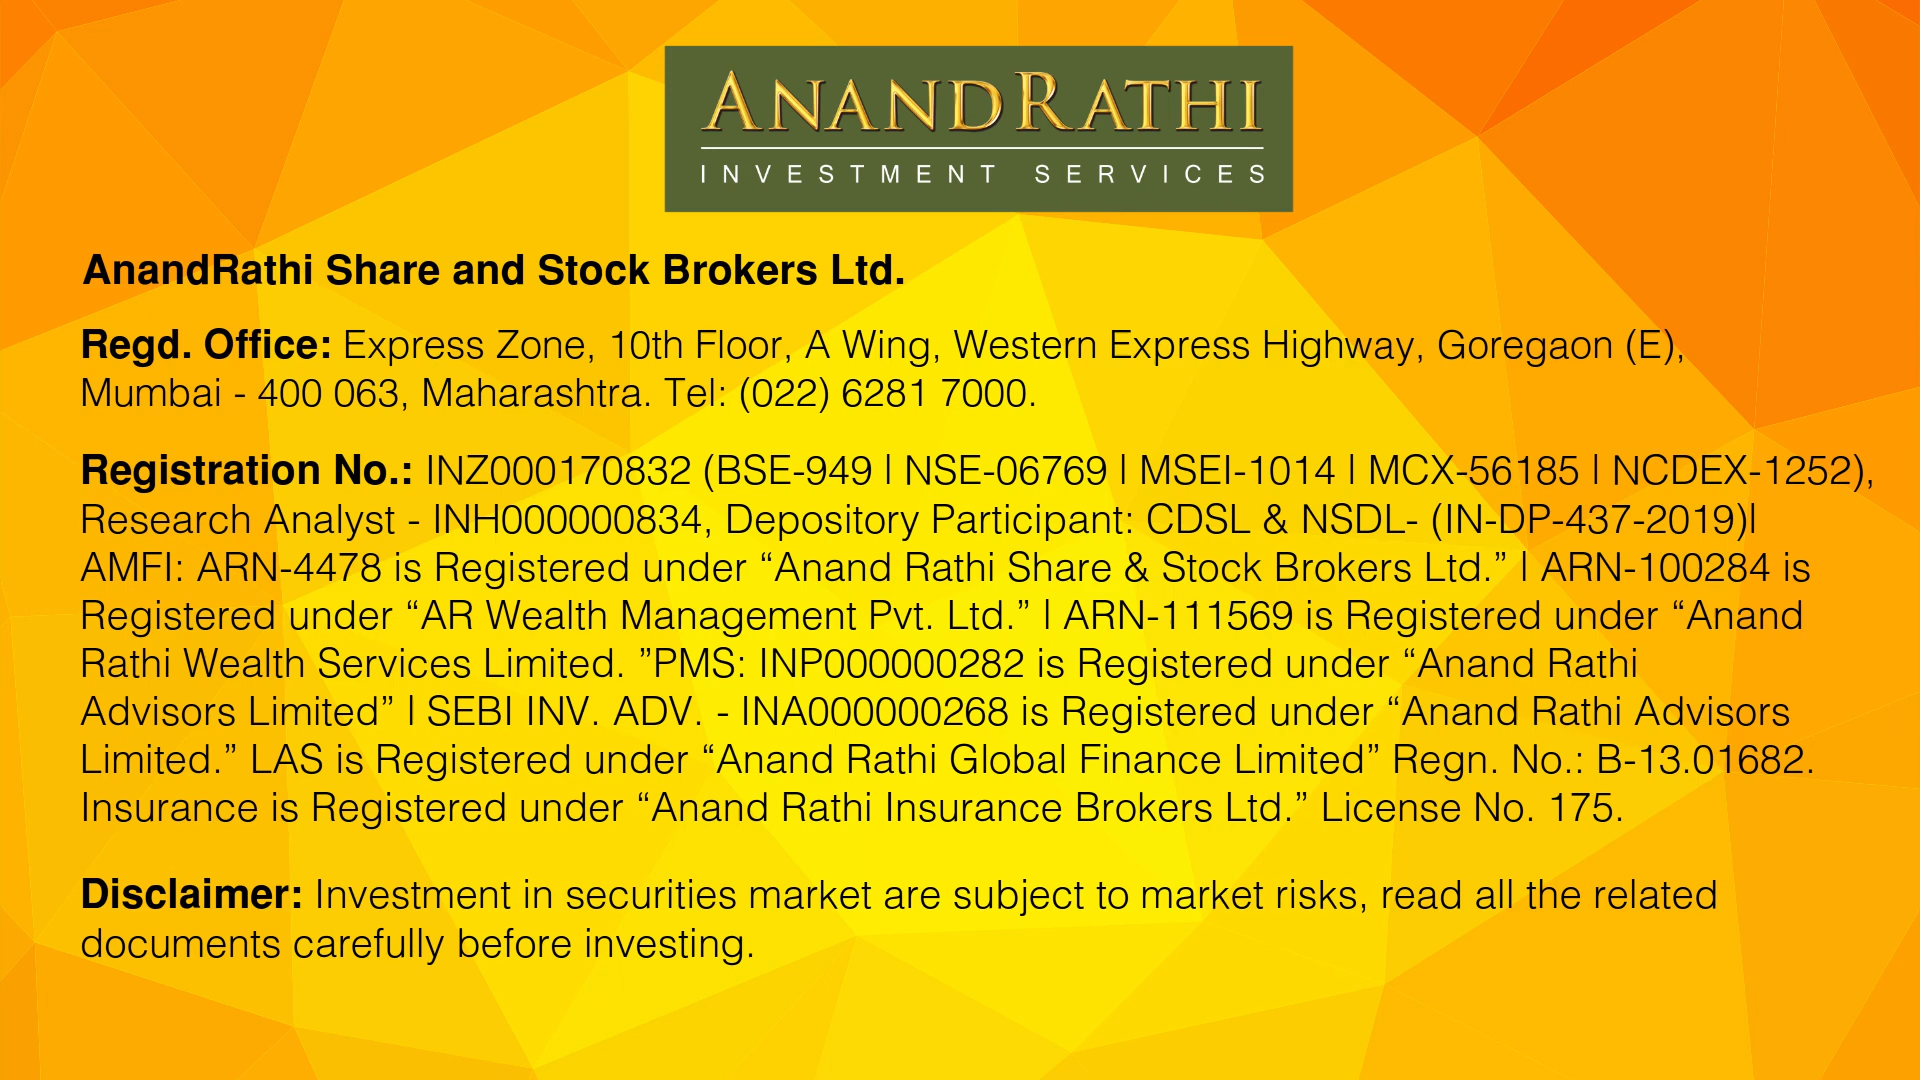 ANANDRATHI
INVESTMENT SERVICES
AnandRathi Share and Stock Brokers Ltd.
Regd. Office: Express Zone, 10th Floor, A Wing, Western Express Highway, Goregaon (E),
Mumbai - 400 063, Maharashtra. Tel: (022) 6281 7000.
Registration No.: INZ000170832 (BSE-949 | NSE-06769 | MSEI-1014 | MCX-56185 | NCDEX-1252),
Research Analyst - INH000000834, Depository Participant: CDSL & NSDL- (IN-DP-437-2019)|
AMFI: ARN-4478 is Registered under “Anand Rathi Share & Stock Brokers Ltd.” | ARN-100284 is
Registered under “AR Wealth Management Pvt. Ltd.” | ARN-111569 is Registered under “Anand
Rathi Wealth Services Limited. ”PMS: INP000000282 is Registered under “Anand Rathi
Advisors Limited” | SEBI INV. ADV. - INA000000268 is Registered under “Anand Rathi Advisors
Limited.” LAS is Registered under “Anand Rathi Global Finance Limited” Regn. No.: B-13.01682.
Insurance is Registered under “Anand Rathi Insurance Brokers Ltd.” License No. 175.
Disclaimer: Investment in securities market are subject to market risks, read all the related
documents carefully before investing.